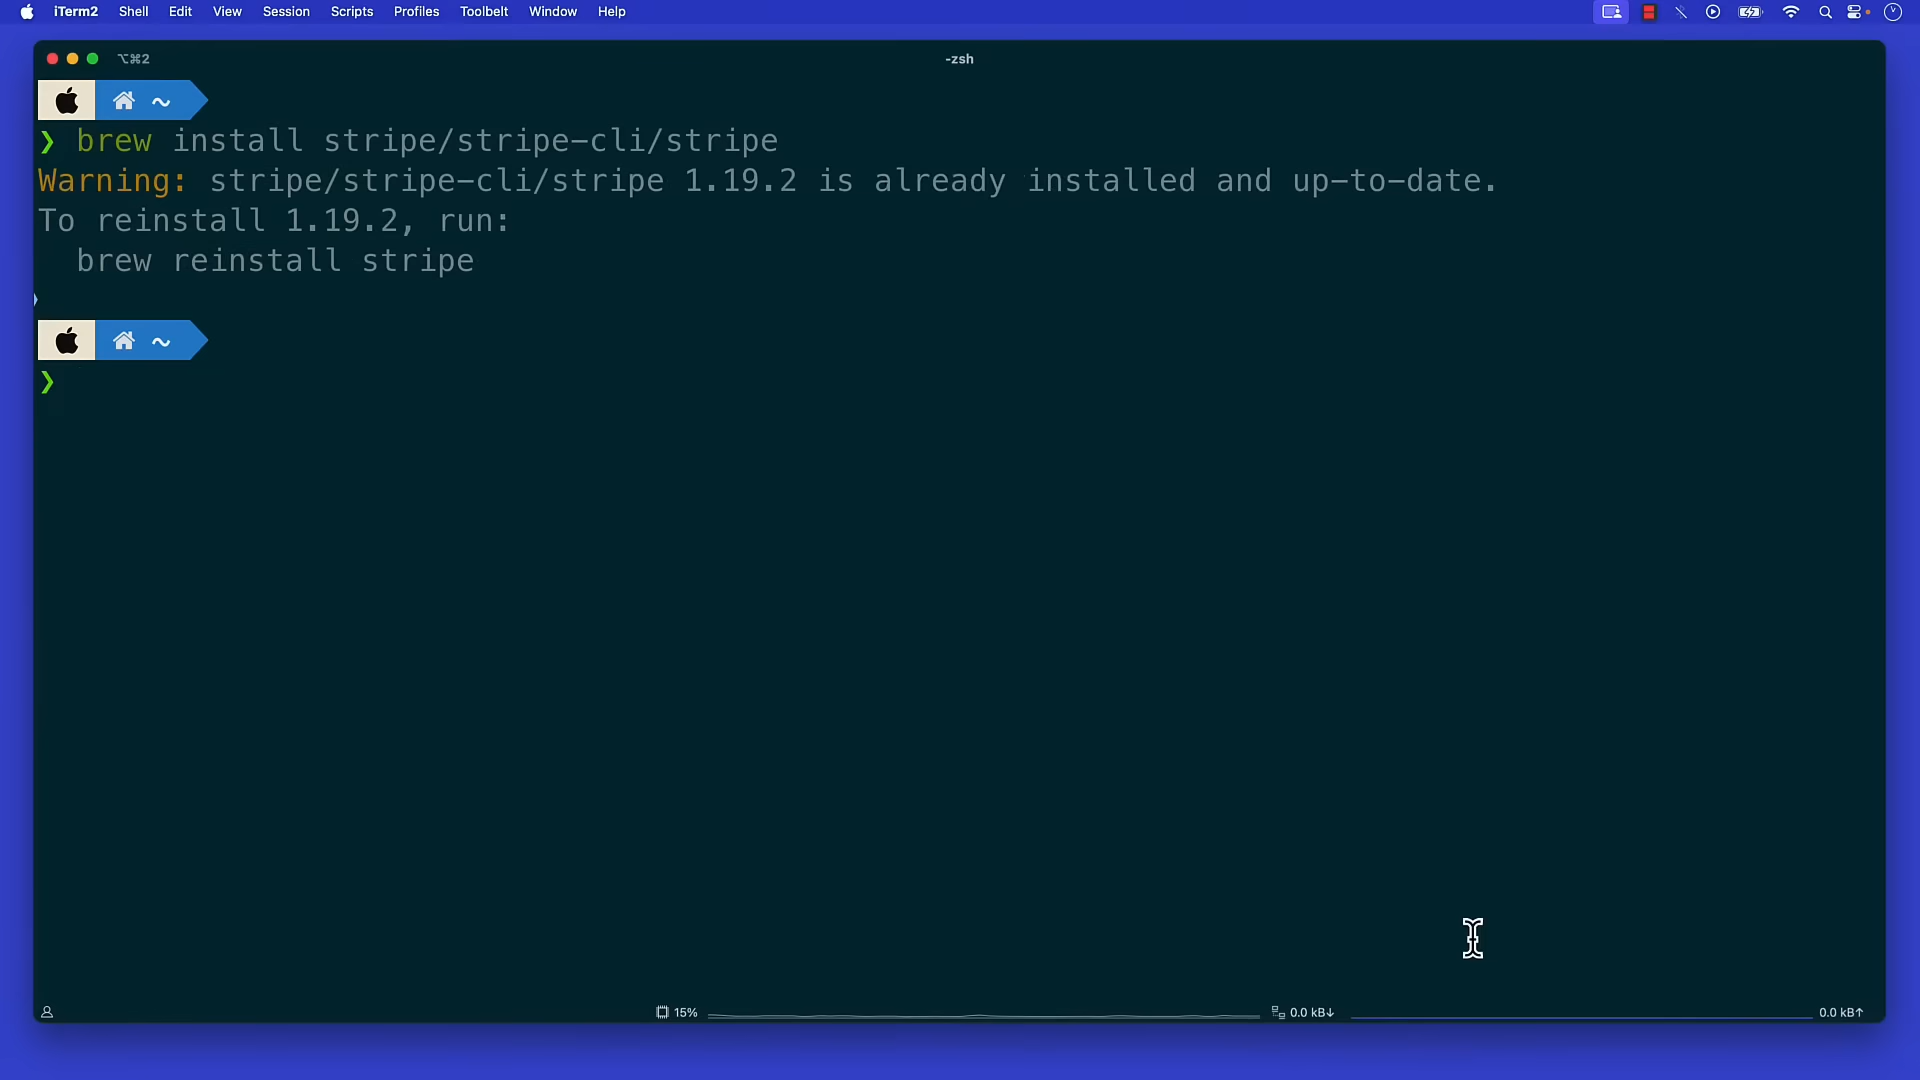 iTerm2 Shell Edit View Session Scripts Profiles Toolbelt Window Help
⌥⌘2 -zsh
~
❯ brew install stripe/stripe-cli/stripe
Warning: stripe/stripe-cli/stripe 1.19.2 is already installed and up-to-date.
To reinstall 1.19.2, run:
brew reinstall stripe
~
❯
15% 0.0 kB↓ 0.0 kB↑